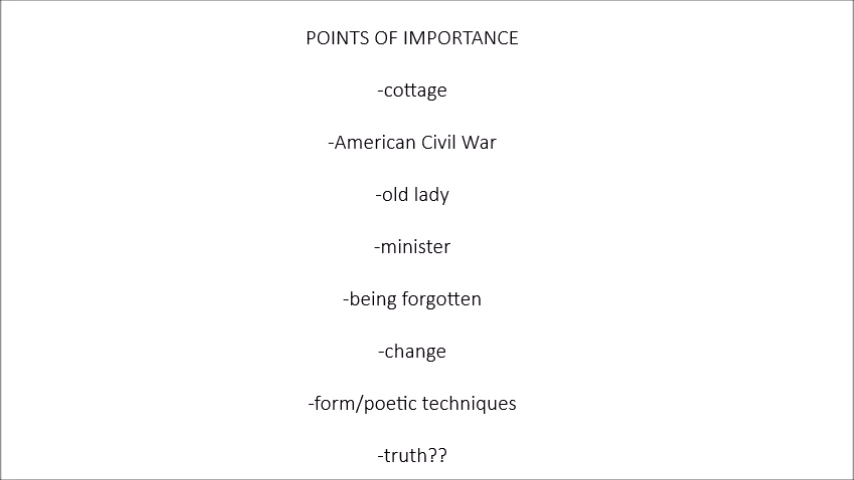 POINTS OF IMPORTANCE
-cottage
-American Civil War
-old lady
-minister
-being forgotten
-change
-form/poetic techniques
-truth??